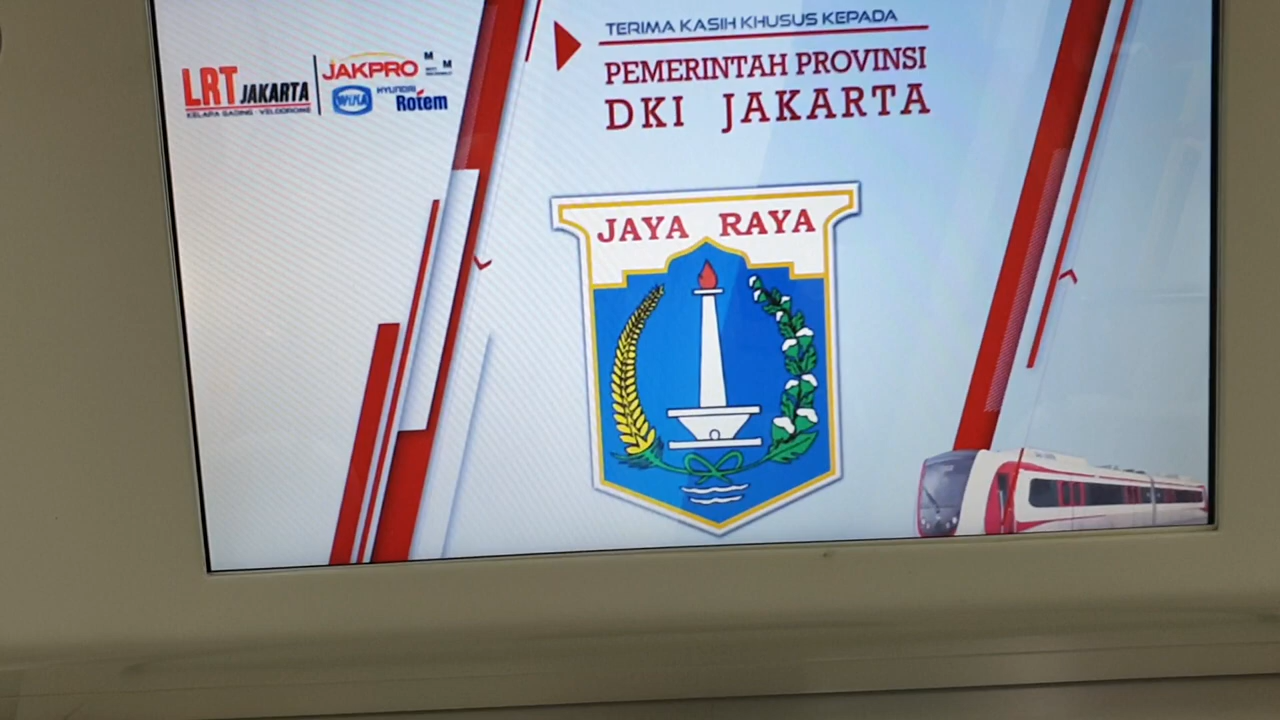 LRT JAKARTA
KELAPA GADING - VELODROME
JAKPRO
WIKA
HYUNDAI
Rotem
TERIMA KASIH KHUSUS KEPADA
PEMERINTAH PROVINSI
DKI JAKARTA
JAYA RAYA